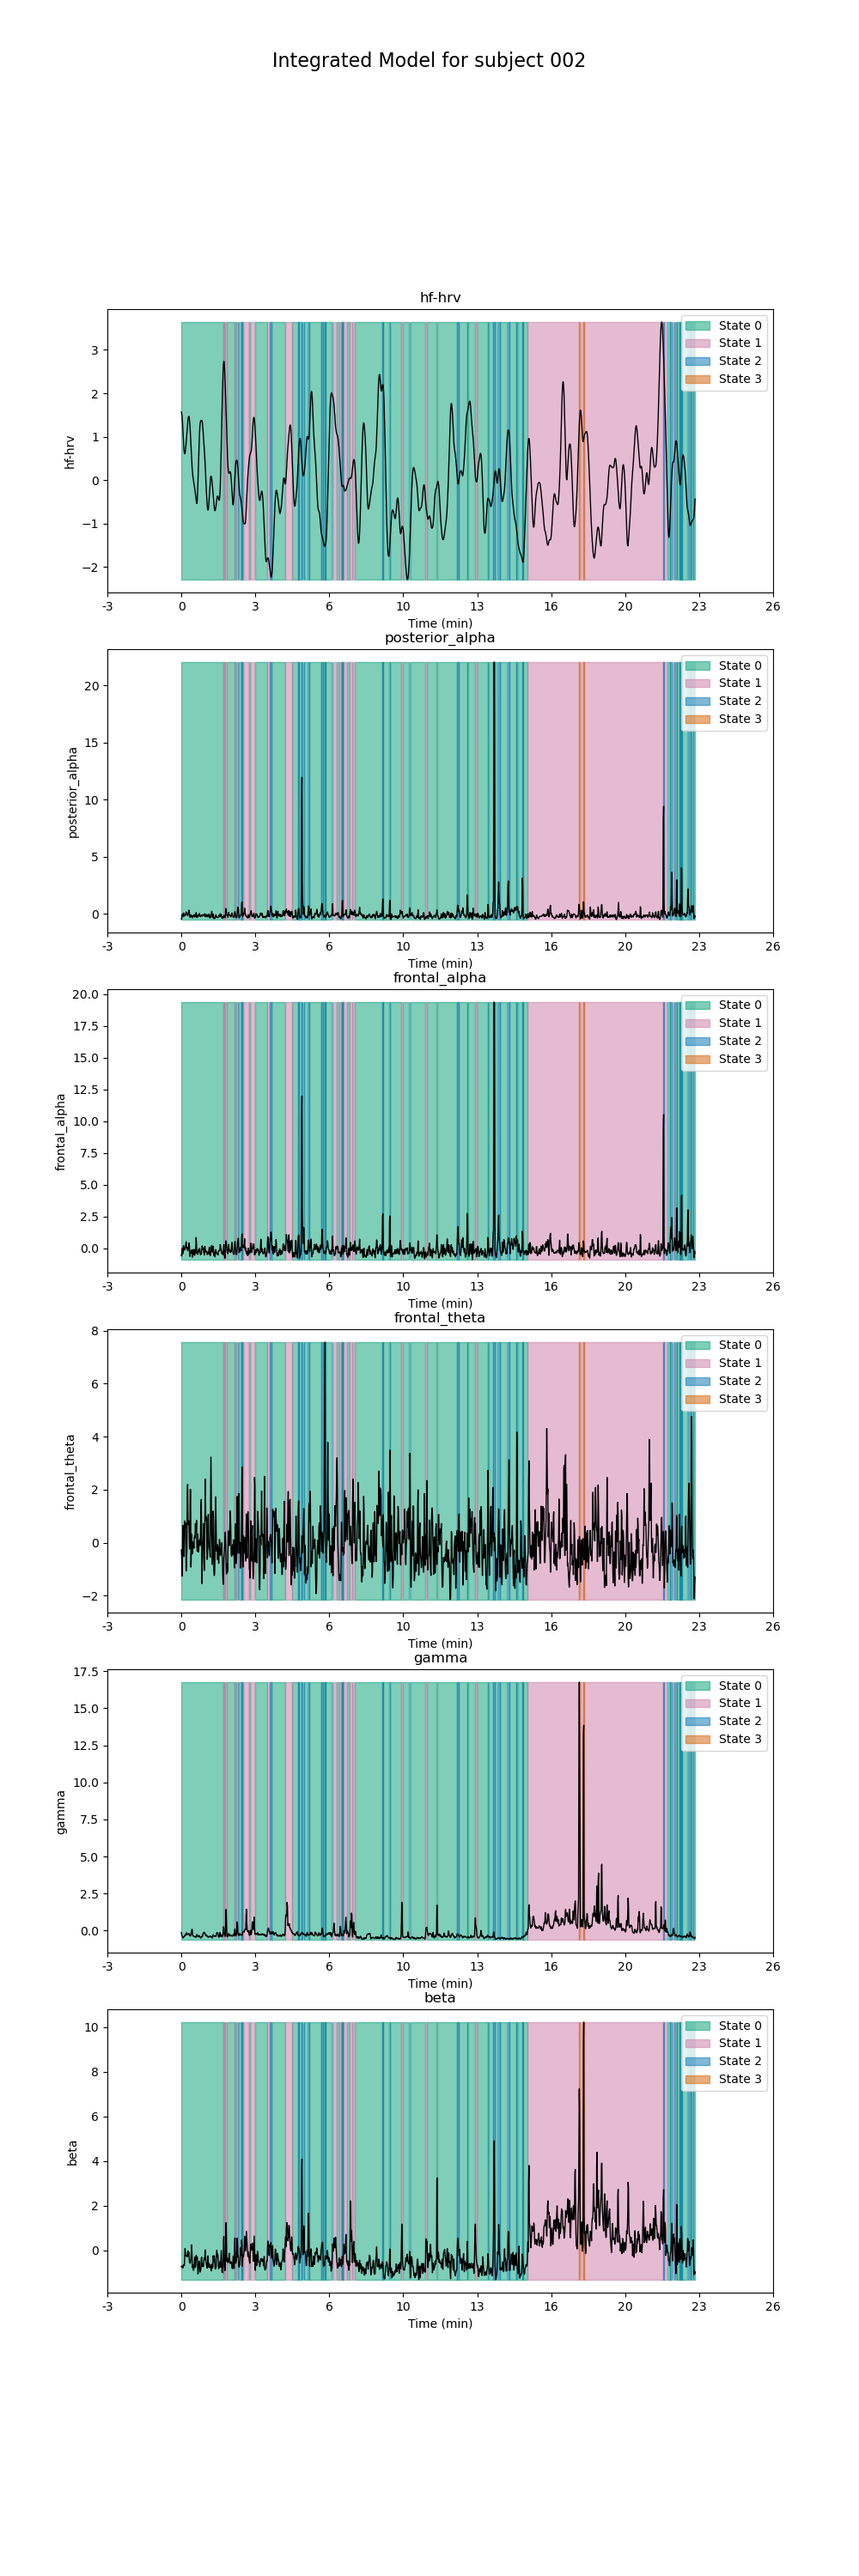 Integrated Model for subject 002
hf-hrv
State 0
State 1
State 2
State 3
hf-hrv
3
2
1
0
−1
−2
-3 0 3 6 10 13 16 20 23 26
Time (min)
posterior_alpha
State 0
State 1
State 2
State 3
posterior_alpha
20
15
10
5
0
-3 0 3 6 10 13 16 20 23 26
Time (min)
frontal_alpha
State 0
State 1
State 2
State 3
frontal_alpha
20.0
17.5
15.0
12.5
10.0
7.5
5.0
2.5
0.0
-3 0 3 6 10 13 16 20 23 26
Time (min)
frontal_theta
State 0
State 1
State 2
State 3
frontal_theta
8
6
4
2
0
−2
-3 0 3 6 10 13 16 20 23 26
Time (min)
gamma
State 0
State 1
State 2
State 3
gamma
17.5
15.0
12.5
10.0
7.5
5.0
2.5
0.0
-3 0 3 6 10 13 16 20 23 26
Time (min)
beta
State 0
State 1
State 2
State 3
beta
10
8
6
4
2
0
-3 0 3 6 10 13 16 20 23 26
Time (min)